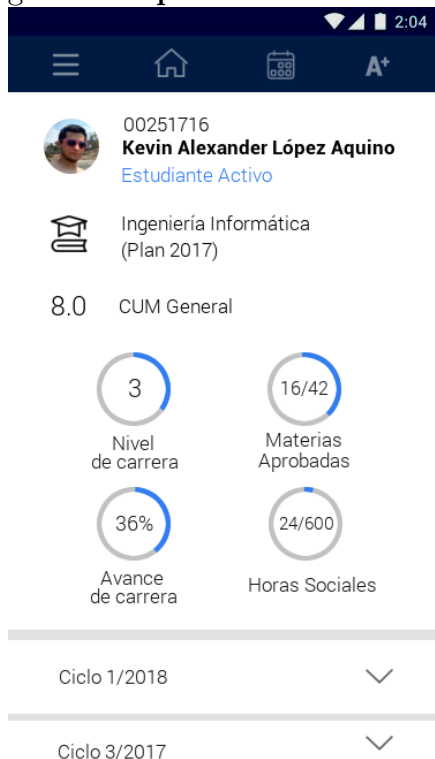 2:04
A+
00251716
Kevin Alexander López Aquino
Estudiante Activo
Ingeniería Informática
(Plan 2017)
8.0 CUM General
3
16/42
Nivel
de carrera
Materias
Aprobadas
36%
24/600
Avance
de carrera
Horas Sociales
Ciclo 1/2018
Ciclo 3/2017